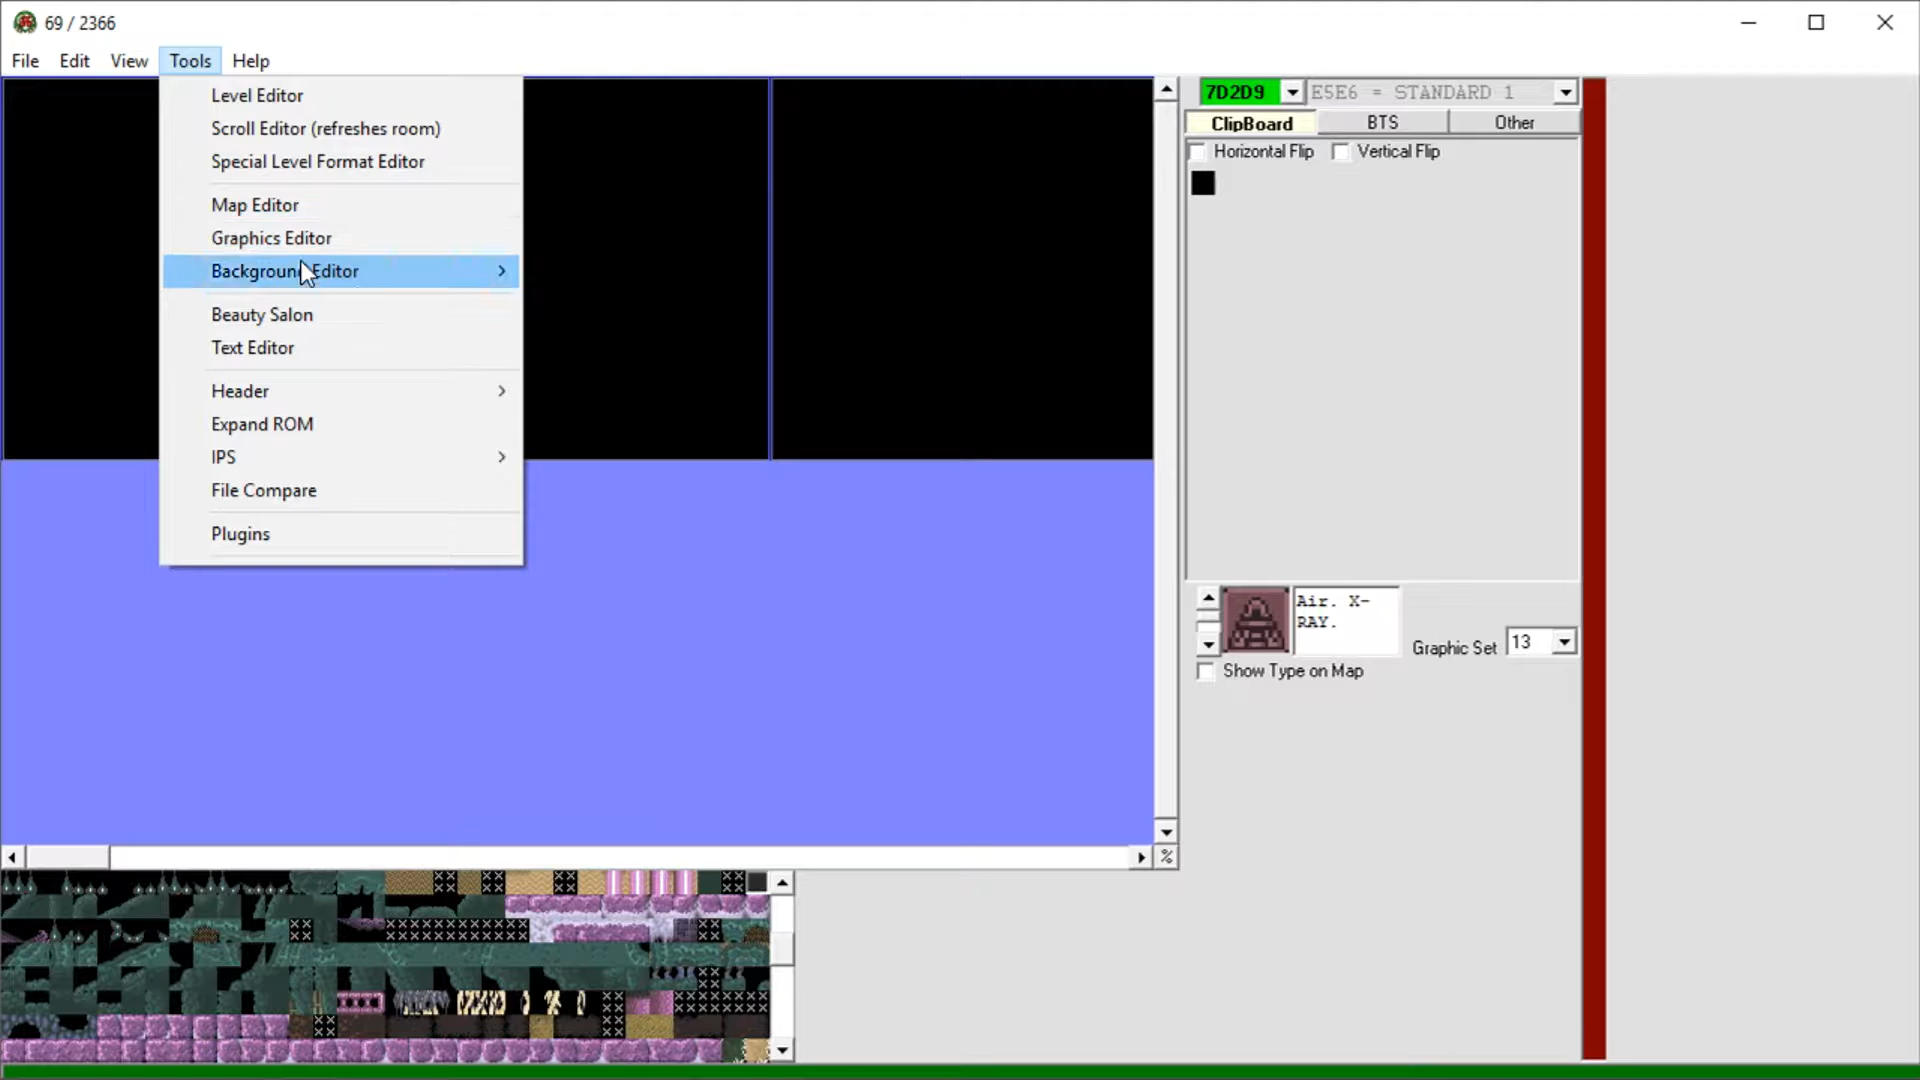 69 / 2366
File Edit View Tools Help
Level Editor
Scroll Editor (refreshes room)
Special Level Format Editor
Map Editor
Graphics Editor
Background Editor
Beauty Salon
Text Editor
Header
Expand ROM
IPS
File Compare
Plugins
7D2D9 E5E6 = STANDARD 1
ClipBoard BTS Other
Horizontal Flip Vertical Flip
Air. X-
RAY.
Graphic Set 13
Show Type on Map
%